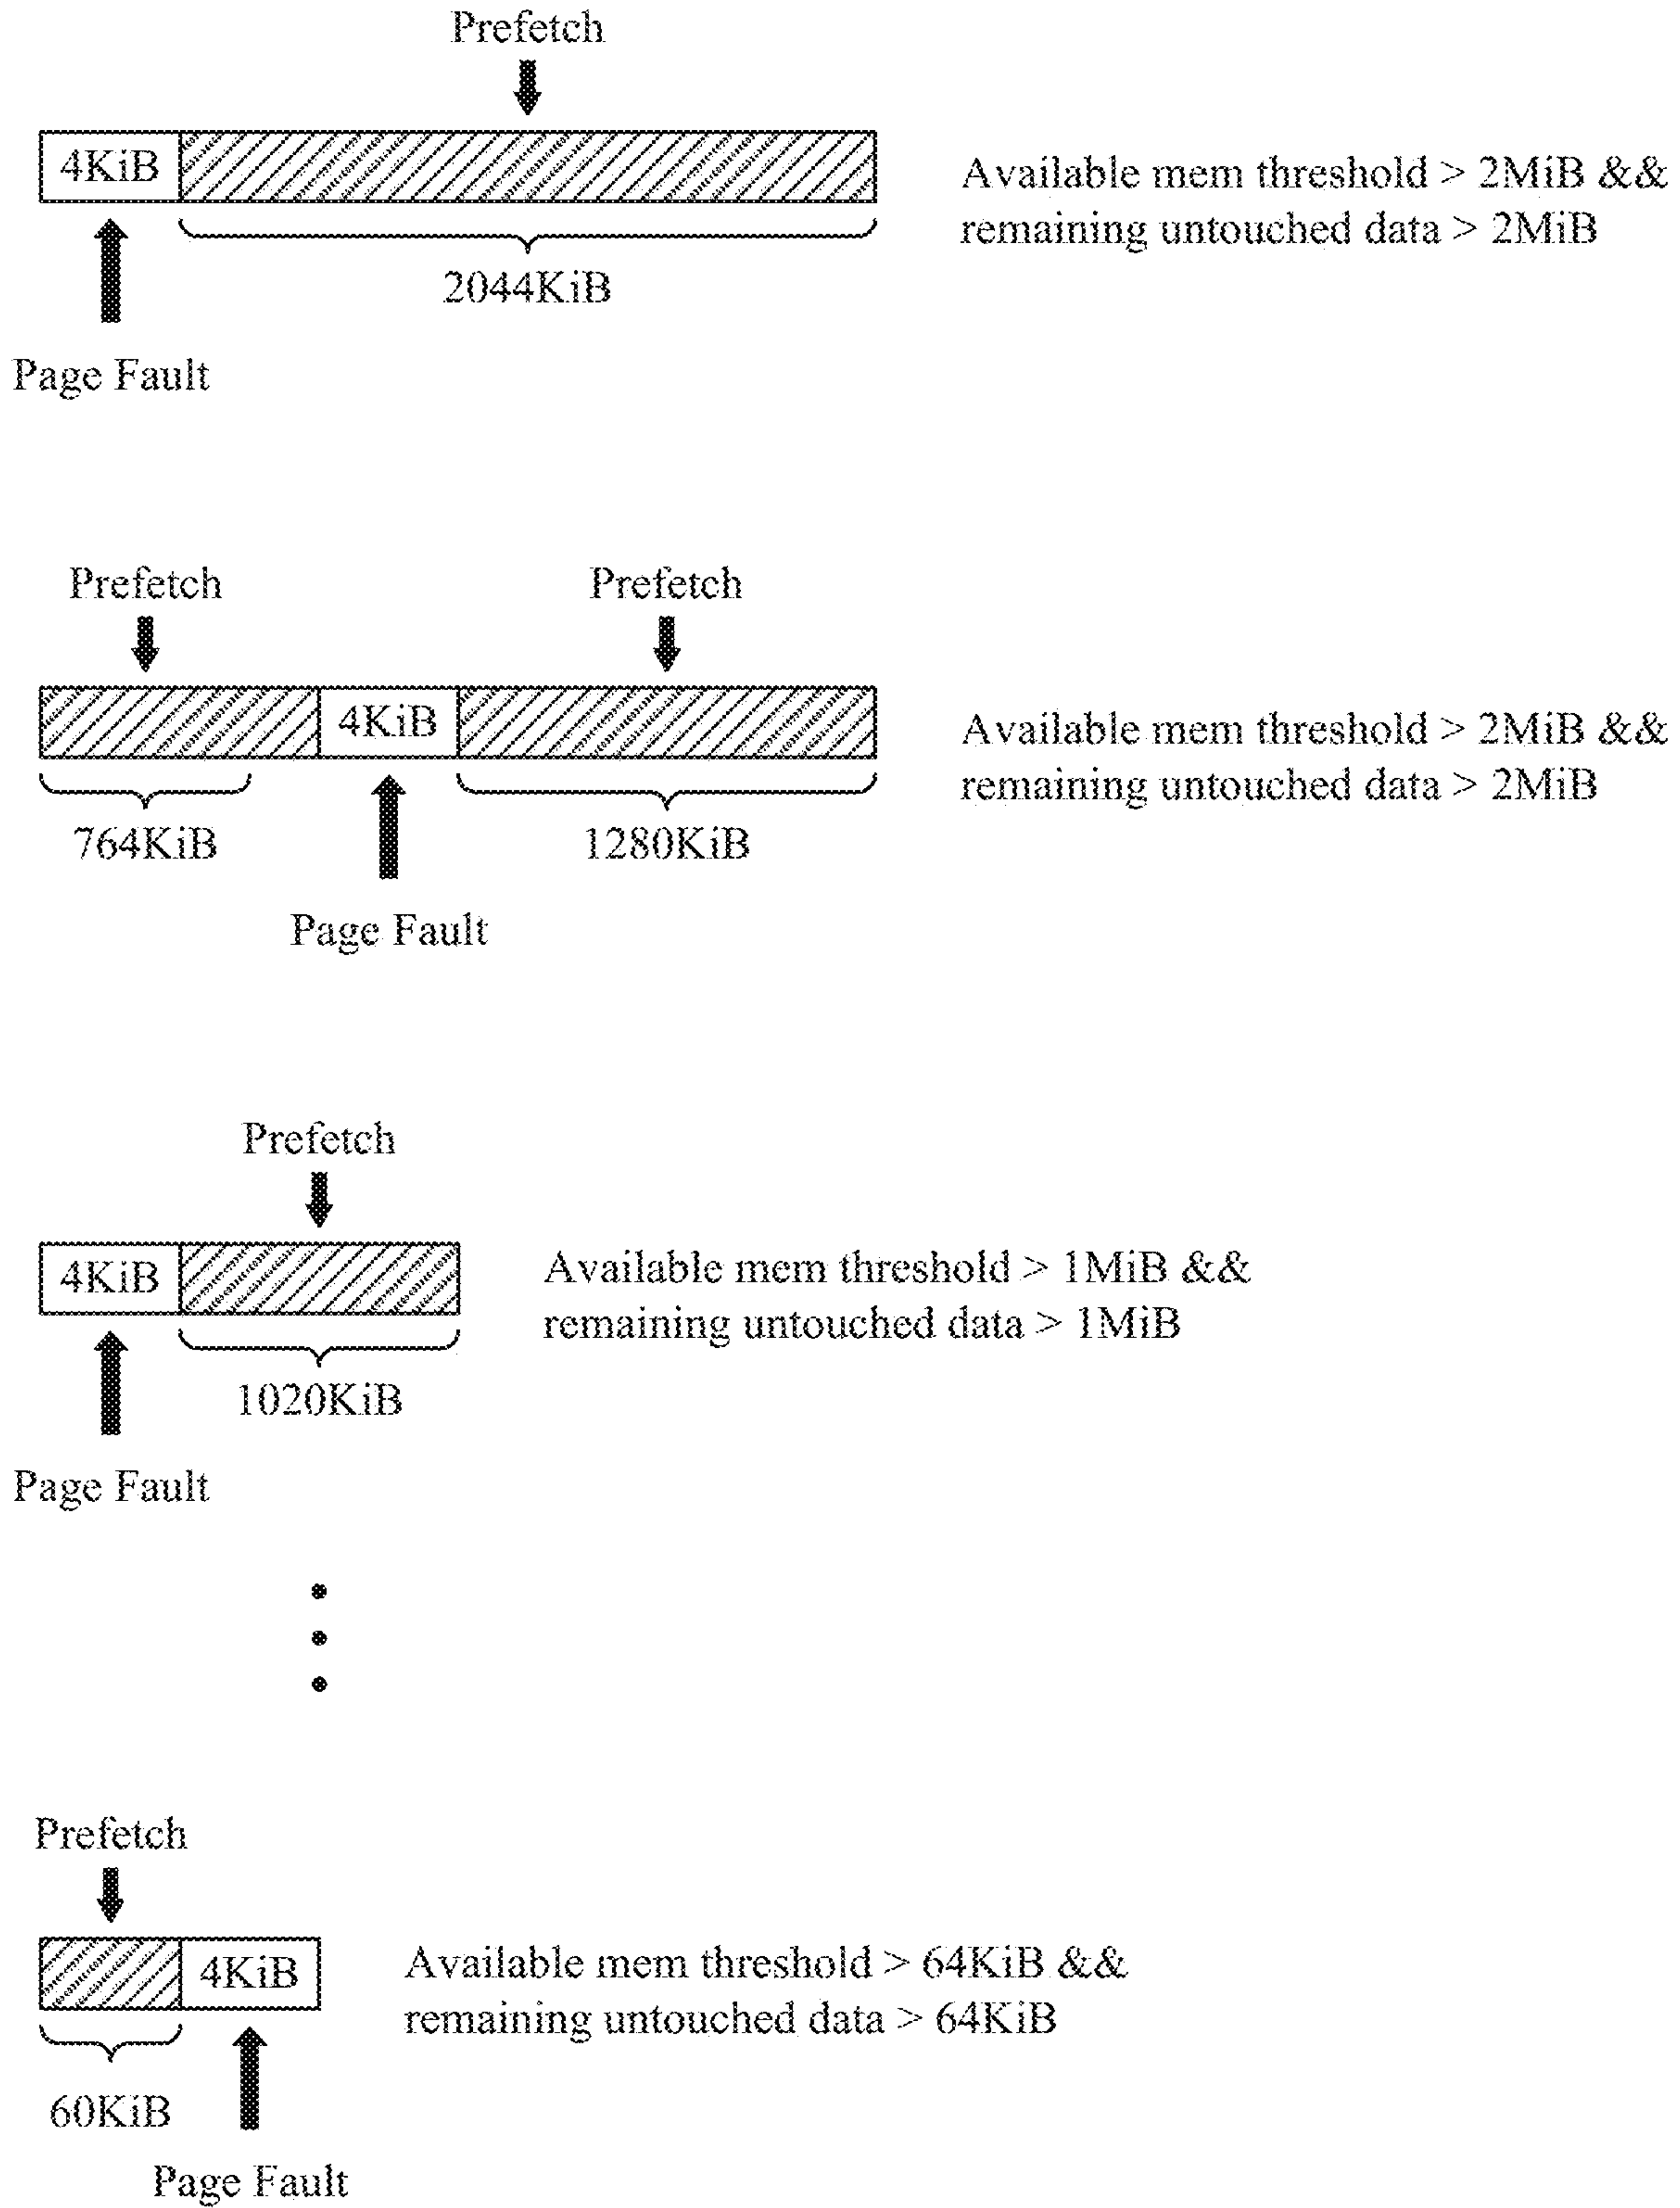 Prefetch
4KiB
Available mem threshold > 2MiB &&
remaining untouched data > 2MiB
2044KiB
Page Fault
Prefetch
Prefetch
4KiB
Available mem threshold > 2MiB &&
remaining untouched data > 2MiB
764KiB
1280KiB
Page Fault
Prefetch
4KiB
Available mem threshold > 1MiB &&
remaining untouched data > 1MiB
1020KiB
Page Fault
Prefetch
4KiB
Available mem threshold > 64KiB &&
remaining untouched data > 64KiB
60KiB
Page Fault